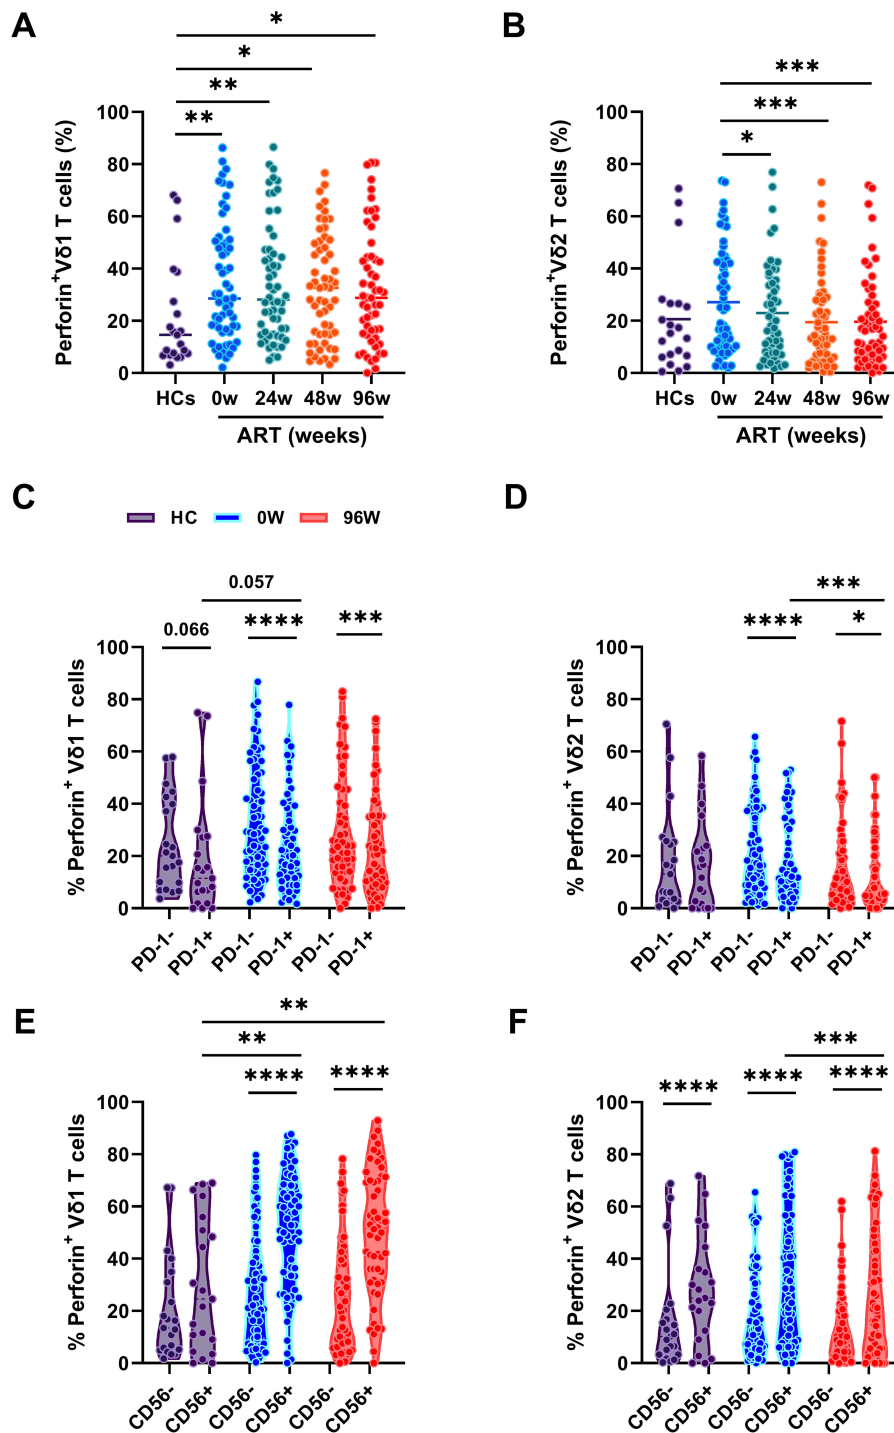 A
*
*
**
**
Perforin⁺Vδ1 T cells (%)
100
80
60
40
20
0
HCs 0w 24w 48w 96w
ART (weeks)
B
***
***
*
Perforin⁺Vδ2 T cells (%)
100
80
60
40
20
0
HCs 0w 24w 48w 96w
ART (weeks)
C
HC 0W 96W
0.057
0.066 **** ***
% Perforin⁺ Vδ1 T cells
100
80
60
40
20
0
PD-1- PD-1+ PD-1- PD-1+ PD-1- PD-1+
D
***
**** *
% Perforin⁺ Vδ2 T cells
100
80
60
40
20
0
PD-1- PD-1+ PD-1- PD-1+ PD-1- PD-1+
E
**
**
**** ****
% Perforin⁺ Vδ1 T cells
100
80
60
40
20
0
CD56- CD56+ CD56- CD56+ CD56- CD56+
F
***
**** **** ****
% Perforin⁺ Vδ2 T cells
100
80
60
40
20
0
CD56- CD56+ CD56- CD56+ CD56- CD56+